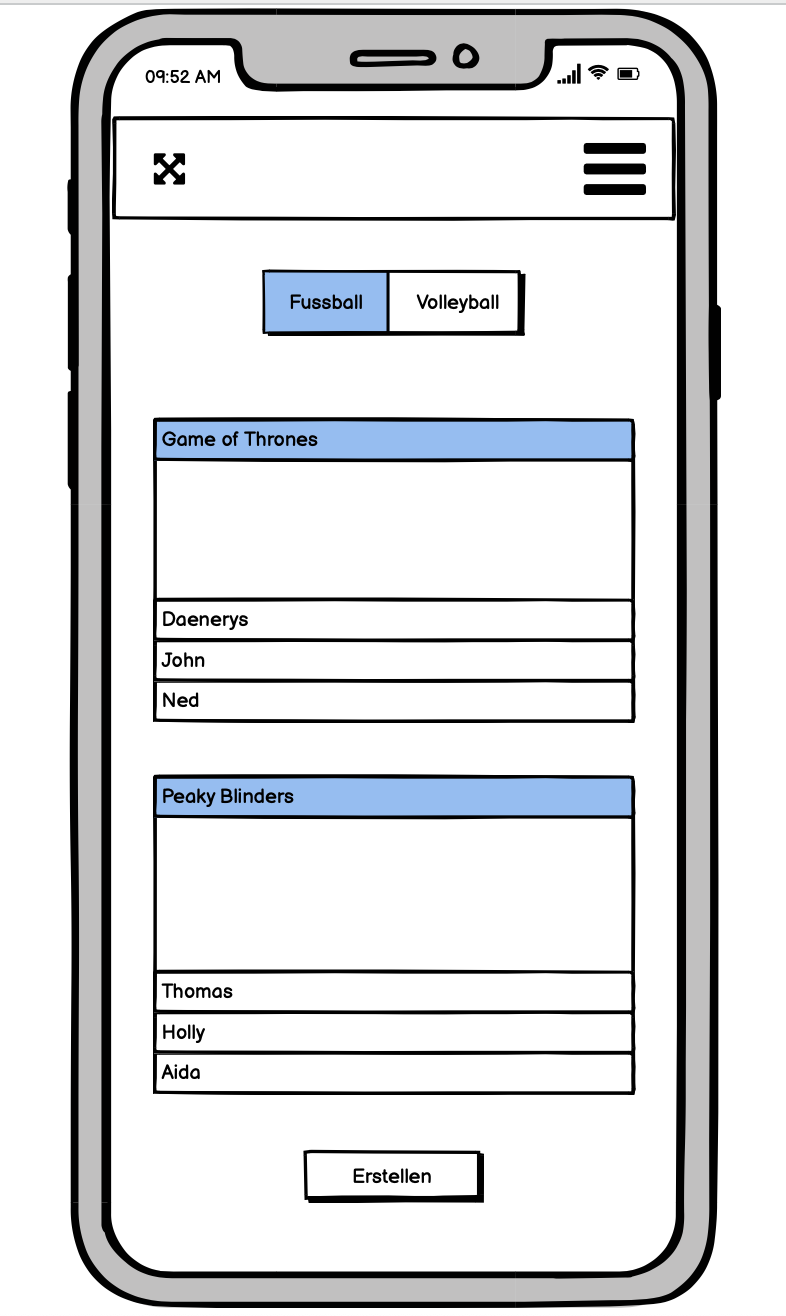 09:52 AM
Fussball Volleyball
Game of Thrones
Daenerys
John
Ned
Peaky Blinders
Thomas
Holly
Aida
Erstellen